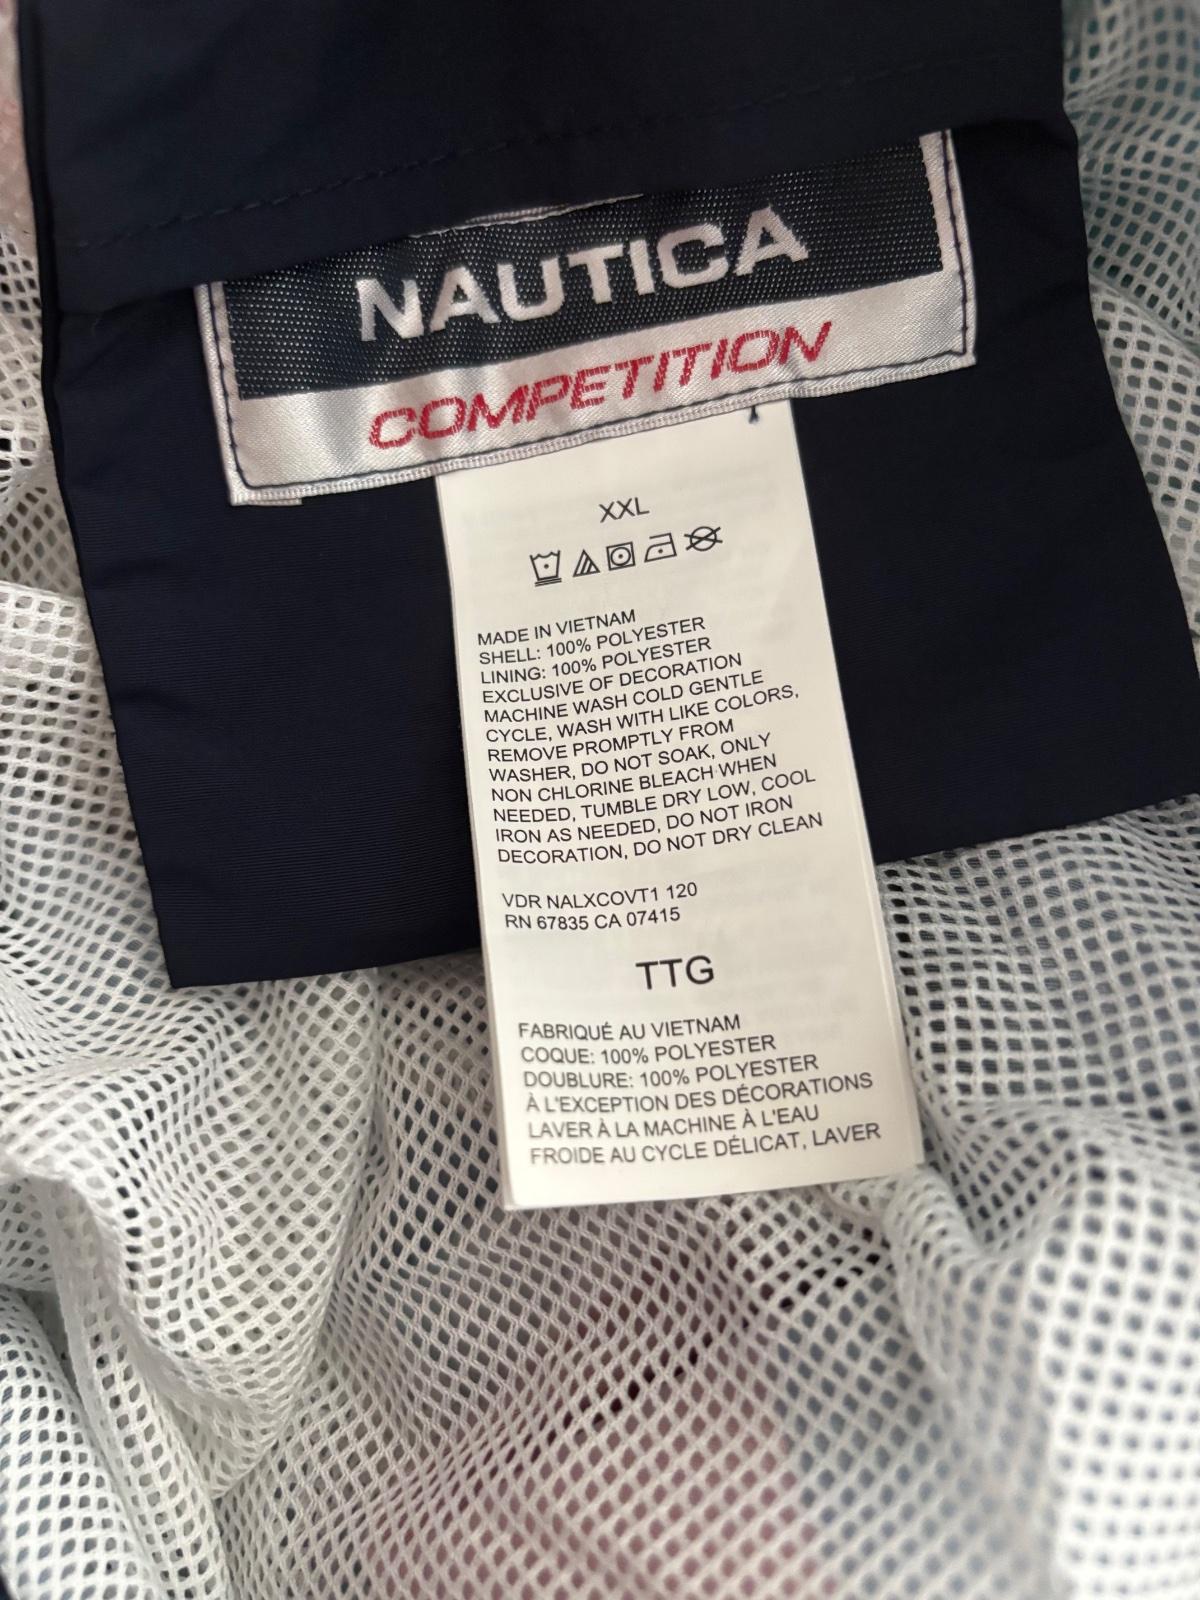 NAUTICA
COMPETITION
XXL
MADE IN VIETNAM
SHELL: 100% POLYESTER
LINING: 100% POLYESTER
EXCLUSIVE OF DECORATION
MACHINE WASH COLD GENTLE
CYCLE, WASH WITH LIKE COLORS,
REMOVE PROMPTLY FROM
WASHER, DO NOT SOAK, ONLY
NON CHLORINE BLEACH WHEN
NEEDED, TUMBLE DRY LOW, COOL
IRON AS NEEDED, DO NOT IRON
DECORATION, DO NOT DRY CLEAN
VDR NALXCOVT1 120
RN 67835 CA 07415
TTG
FABRIQUÉ AU VIETNAM
COQUE: 100% POLYESTER
DOUBLURE: 100% POLYESTER
À L'EXCEPTION DES DÉCORATIONS
LAVER À LA MACHINE À L'EAU
FROIDE AU CYCLE DÉLICAT, LAVER